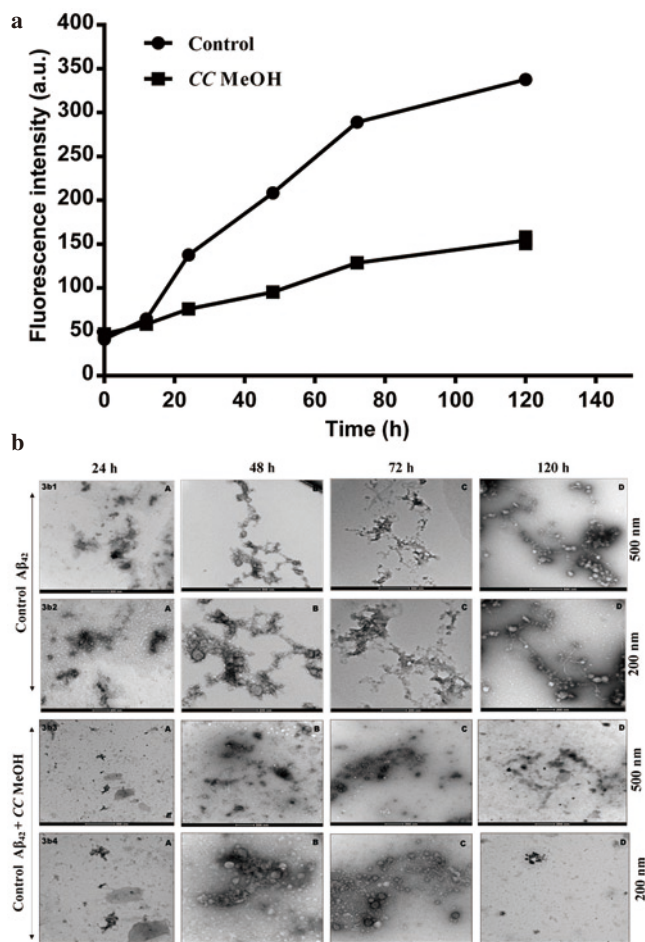 a
400
350
300
250
200
150
100
50
0
Fluorescence intensity (a.u.)
Control
CC MeOH
0 20 40 60 80 100 120 140
Time (h)
b
24 h 48 h 72 h 120 h
Control Aβ42
3b1 A C D
500 nm
3b2 A B C D
200 nm
Control Aβ42 + CC MeOH
3b3 A B C D
500 nm
3b4 A B C D
200 nm